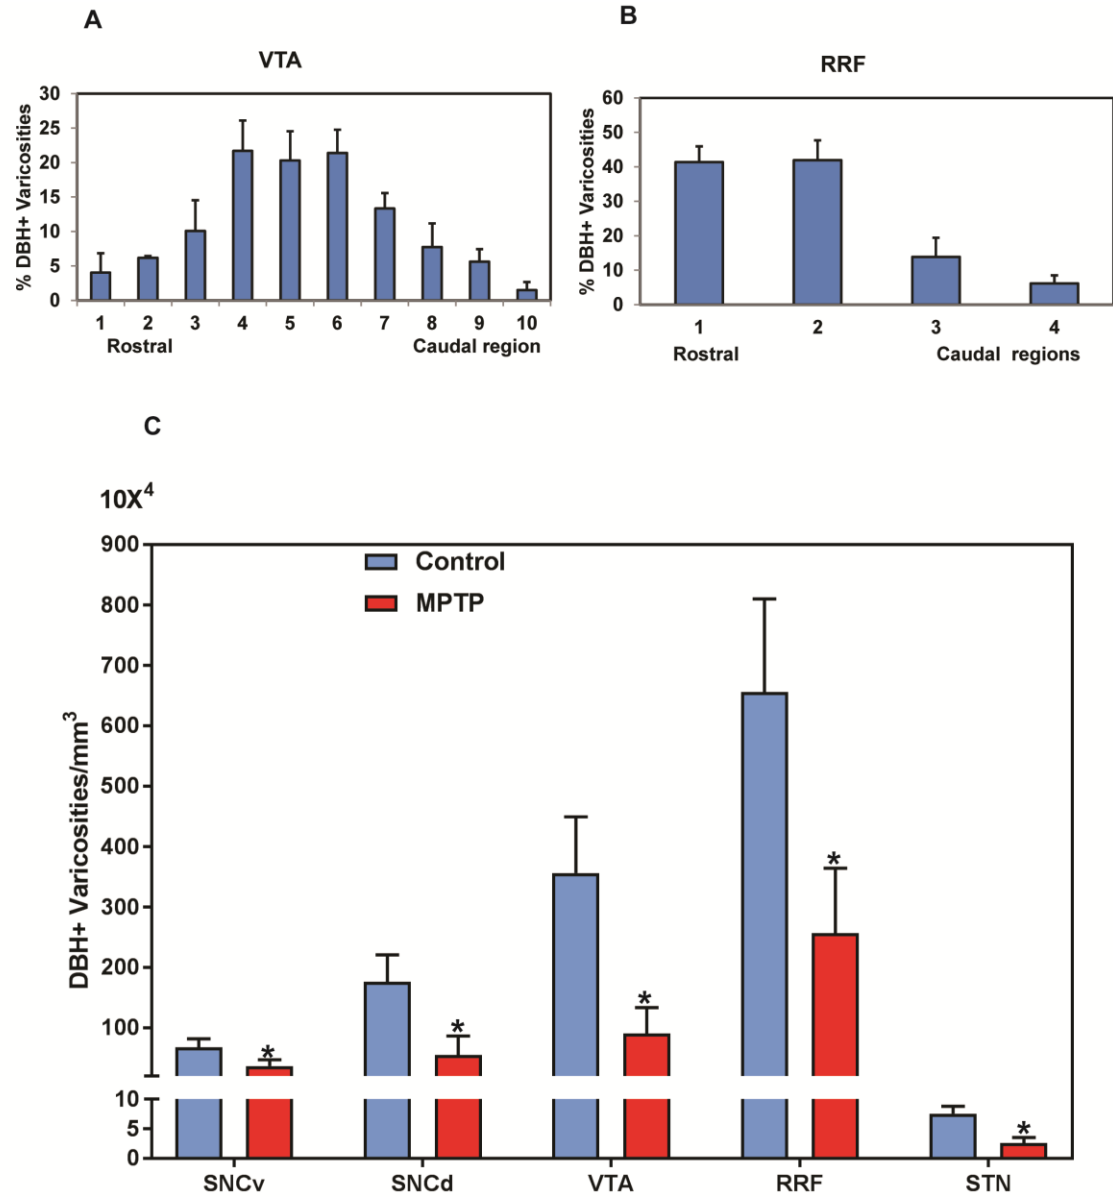 A
VTA
% DBH+ Varicosities
30
25
20
15
10
5
0
1 2 3 4 5 6 7 8 9 10
Rostral Caudal region
B
RRF
% DBH+ Varicosities
60
50
40
30
20
10
0
1 2 3 4
Rostral Caudal regions
C
10X⁴
DBH+ Varicosities/mm³
900
800
700
600
500
400
300
200
100
10
5
0
Control
MPTP
*
*
*
*
*
SNCv SNCd VTA RRF STN